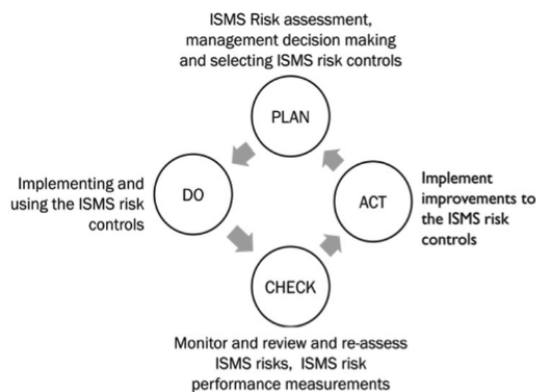 ISMS Risk assessment,
management decision making
and selecting ISMS risk controls
PLAN
Implementing and
using the ISMS risk
controls
DO
ACT
Implement
improvements to
the ISMS risk
controls
CHECK
Monitor and review and re-assess
ISMS risks, ISMS risk
performance measurements